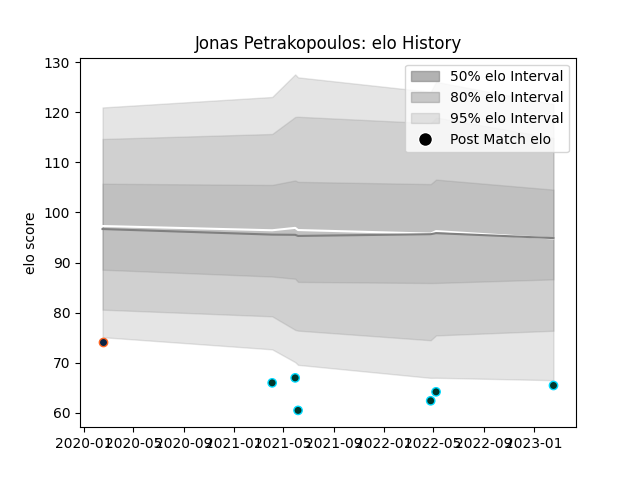 Jonas Petrakopoulos: elo History
50% elo Interval
80% elo Interval
95% elo Interval
Post Match elo
elo score
130
120
110
100
90
80
70
60
2020-01 2020-05 2020-09 2021-01 2021-05 2021-09 2022-01 2022-05 2022-09 2023-01